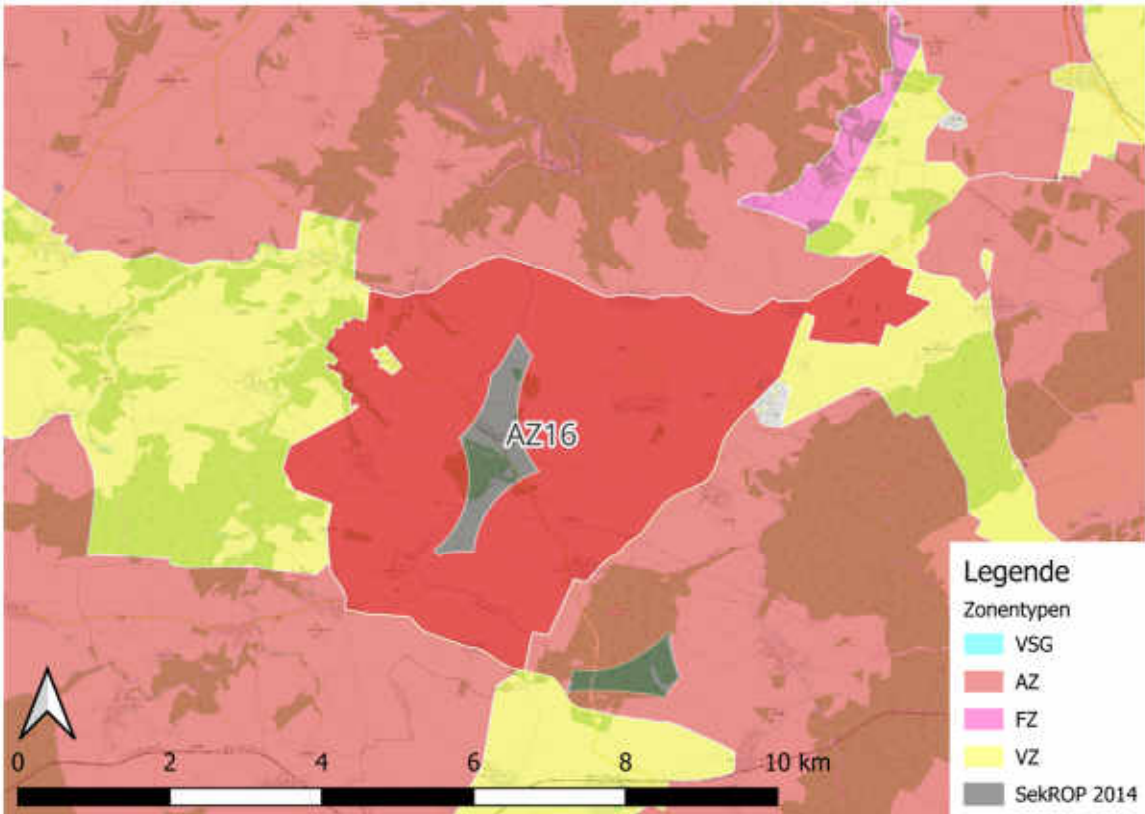 AZ16
Legende
Zonentypen
VSG
AZ
FZ
VZ
SekROP 2014
0 2 4 6 8 10 km